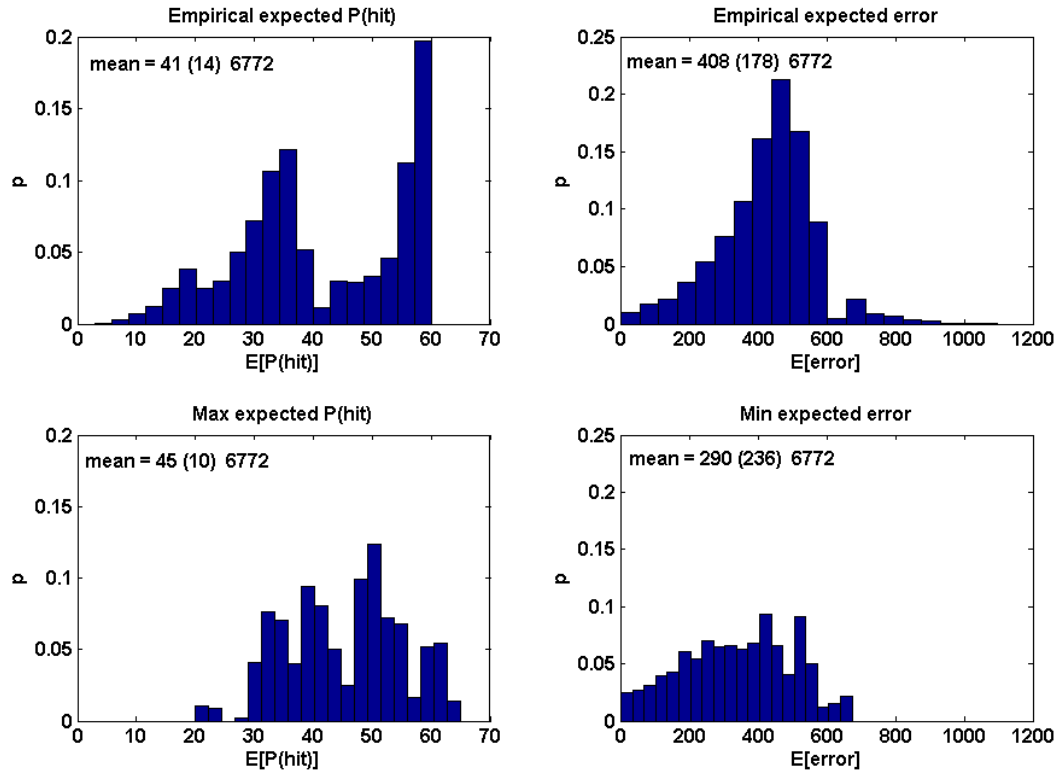 Empirical expected P(hit)
mean = 41 (14) 6772
0.2
0.15
0.1
0.05
0
p
0 10 20 30 40 50 60 70
E[P(hit)]
Empirical expected error
mean = 408 (178) 6772
0.25
0.2
0.15
0.1
0.05
0
p
0 200 400 600 800 1000 1200
E[error]
Max expected P(hit)
mean = 45 (10) 6772
0.2
0.15
0.1
0.05
0
p
0 10 20 30 40 50 60 70
E[P(hit)]
Min expected error
mean = 290 (236) 6772
0.25
0.2
0.15
0.1
0.05
0
p
0 200 400 600 800 1000 1200
E[error]